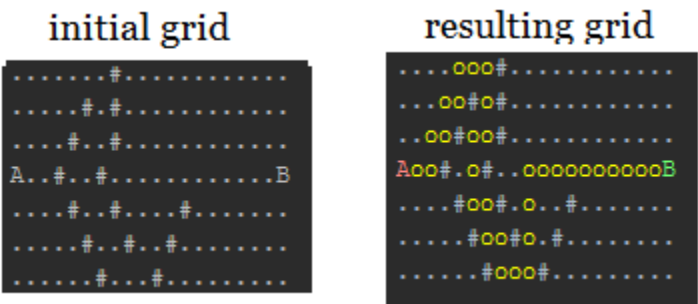 initial grid
.......#............
.....#.#............
....#..#............
A..#..#............B
....#..#....#.......
.....#..#..#........
......#...#.........
resulting grid
....ooo#............
...oo#o#............
..oo#oo#............
Aoo#.o#..ooooooooooB
....#oo#.o..#.......
.....#oo#o.#........
......#ooo#.........